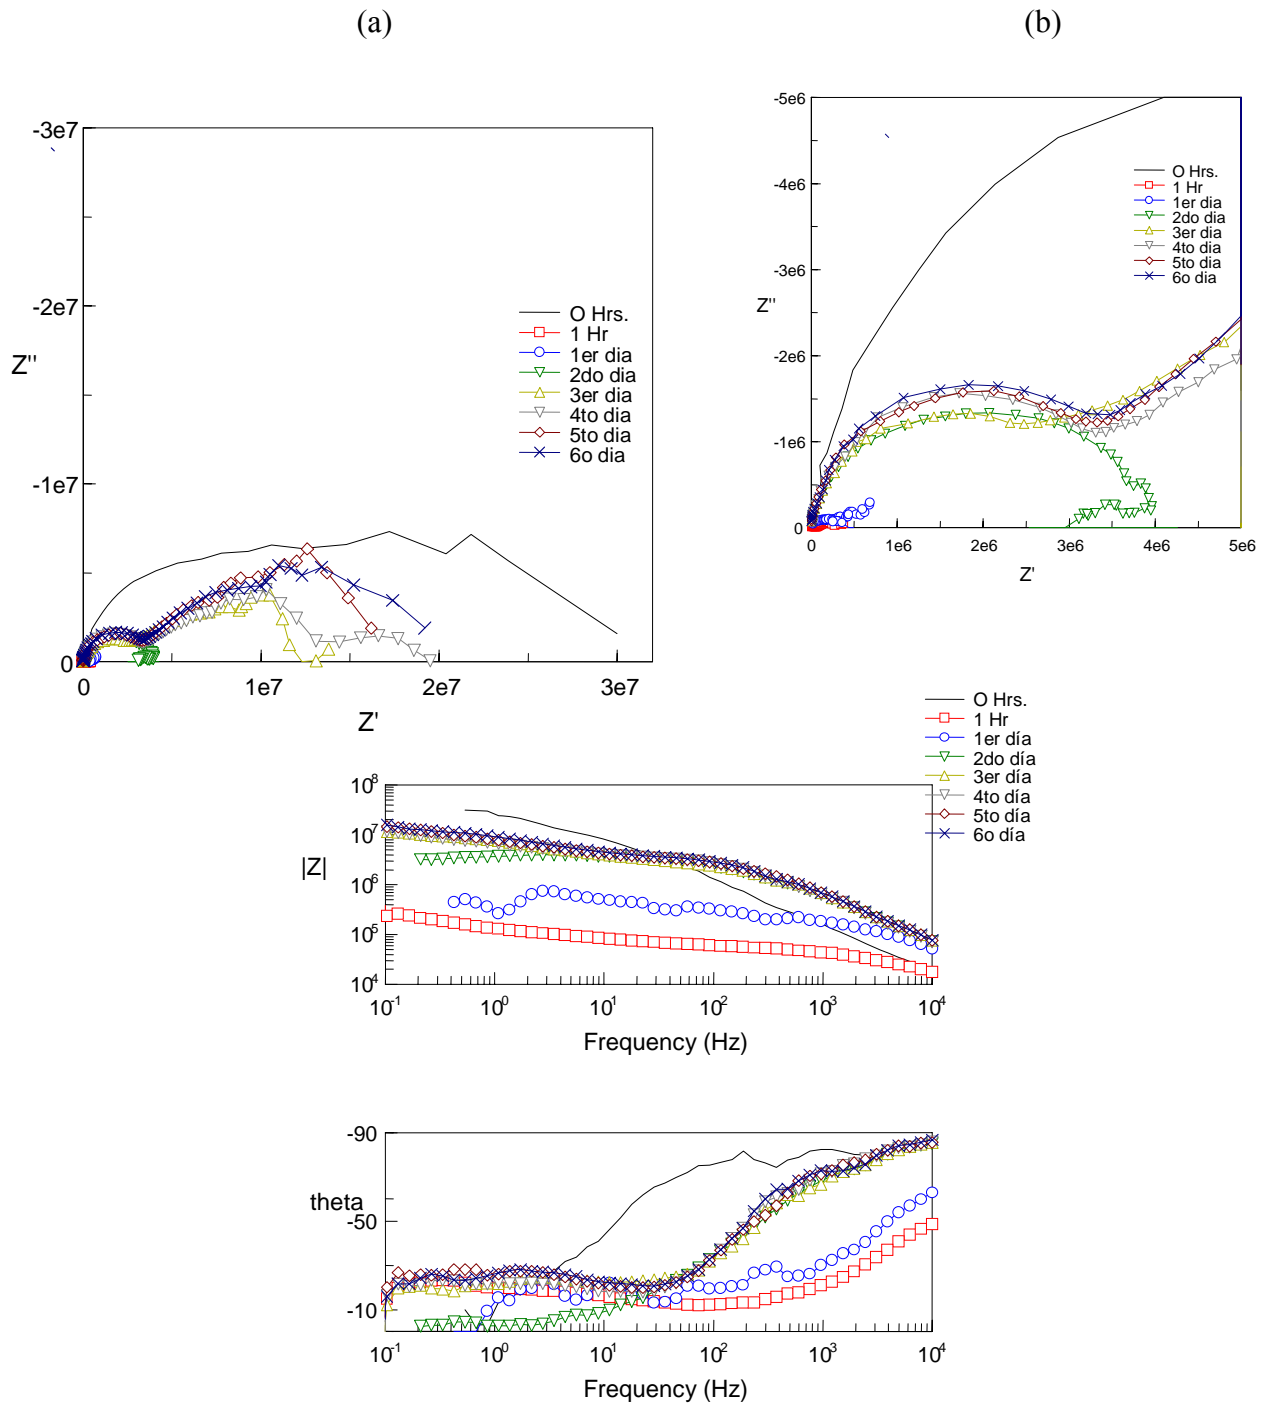 (a)
(b)
-3e7
-2e7
-1e7
0
Z''
0
1e7
2e7
3e7
Z'
O Hrs.
1 Hr
1er dia
2do dia
3er dia
4to dia
5to dia
6o dia
-5e6
-4e6
-3e6
-2e6
-1e6
0
Z''
0
1e6
2e6
3e6
4e6
5e6
Z'
O Hrs.
1 Hr
1er dia
2do dia
3er dia
4to dia
5to dia
6o dia
O Hrs.
1 Hr
1er día
2do día
3er día
4to día
5to día
6o día
10^8
10^7
10^6
10^5
10^4
|Z|
10^-1
10^0
10^1
10^2
10^3
10^4
Frequency (Hz)
-90
-50
-10
theta
10^-1
10^0
10^1
10^2
10^3
10^4
Frequency (Hz)